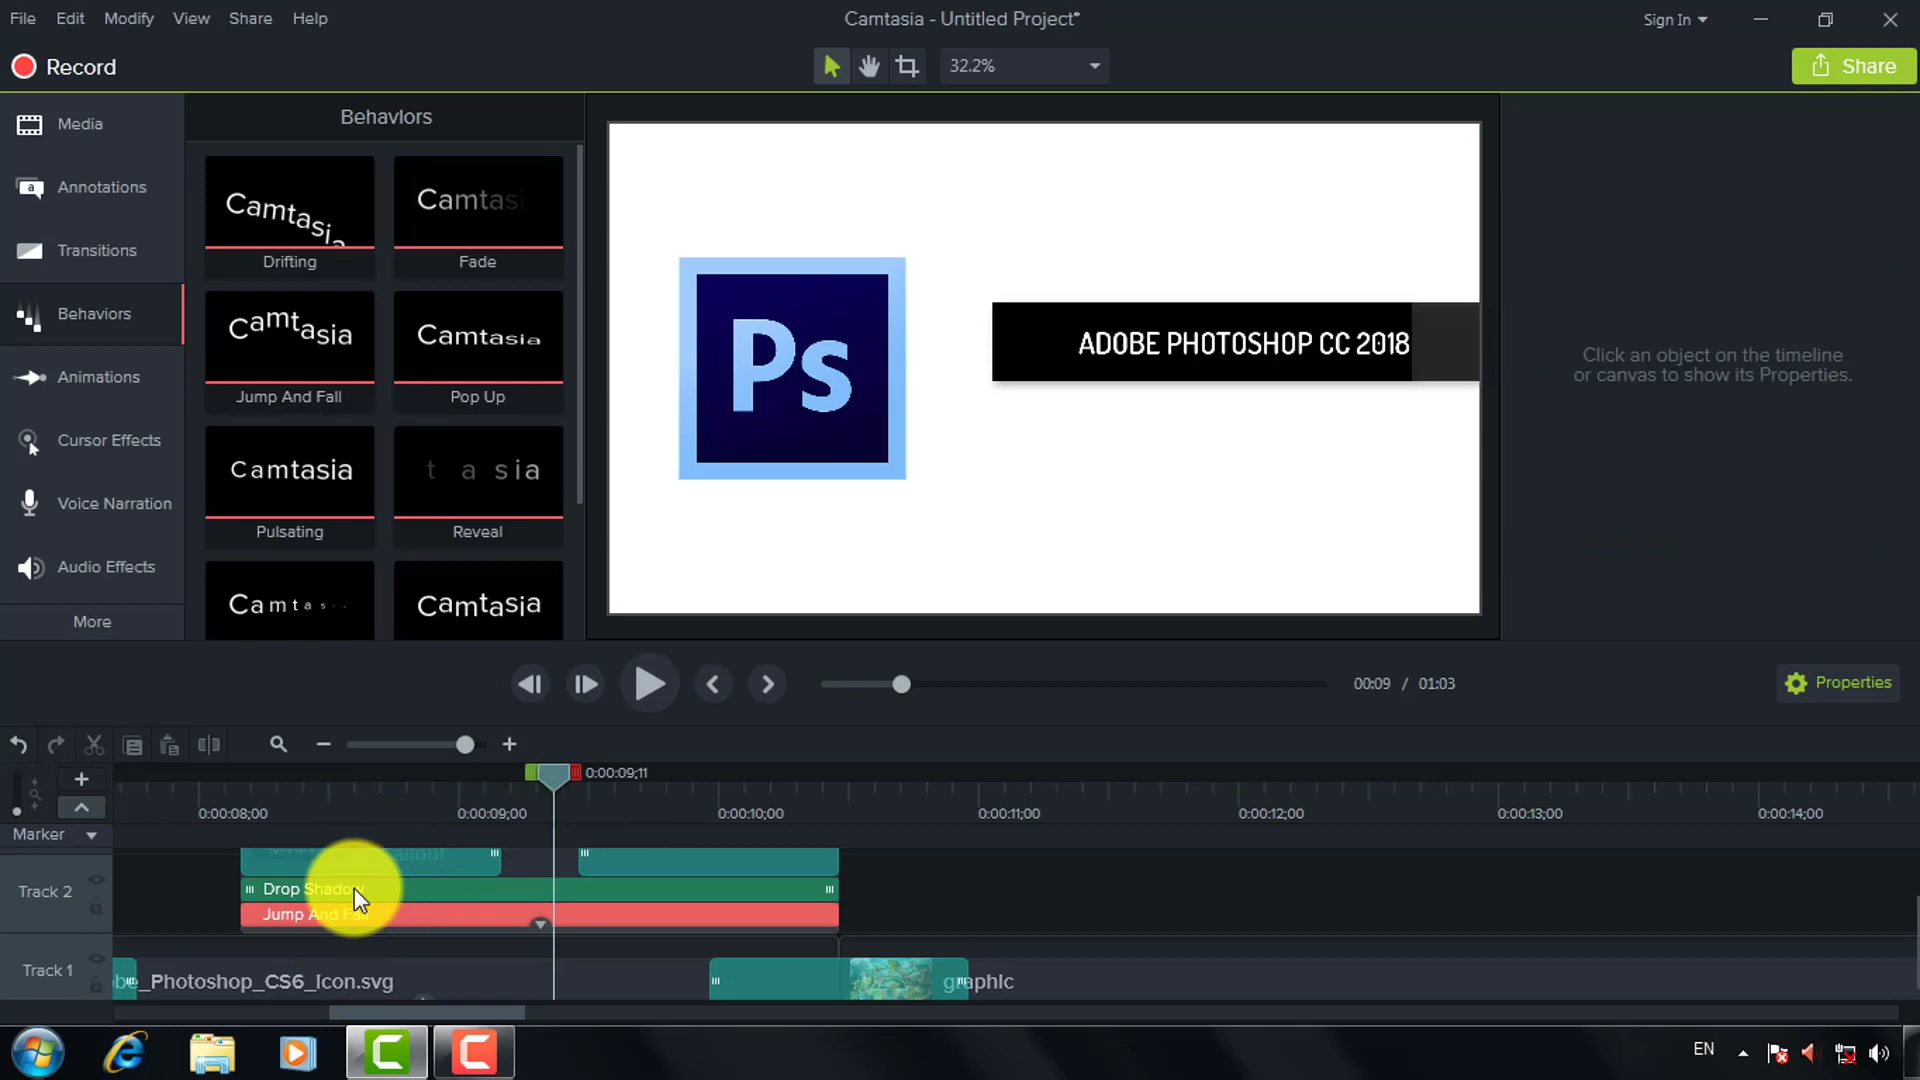 File Edit Modify View Share Help
Camtasia - Untitled Project*
Sign In
Record
32.2%
Share
Media
Annotations
Transitions
Behaviors
Animations
Cursor Effects
Voice Narration
Audio Effects
More
Behaviors
Camtasia
Drifting
Camtasi
Fade
Camtasia
Jump And Fall
Camtasia
Pop Up
Camtasia
Pulsating
t a sia
Reveal
Camtas
Camtasia
Ps
ADOBE PHOTOSHOP CC 2018
Click an object on the timeline
or canvas to show its Properties.
00:09 / 01:03
Properties
0:00:09;11
0:00:08;00 0:00:09;00 0:00:10;00 0:00:11;00 0:00:12;00 0:00:13;00 0:00:14;00
Marker
Track 2
Drop Shadow
Jump And Fall
Track 1
be_Photoshop_CS6_Icon.svg
graphic
EN